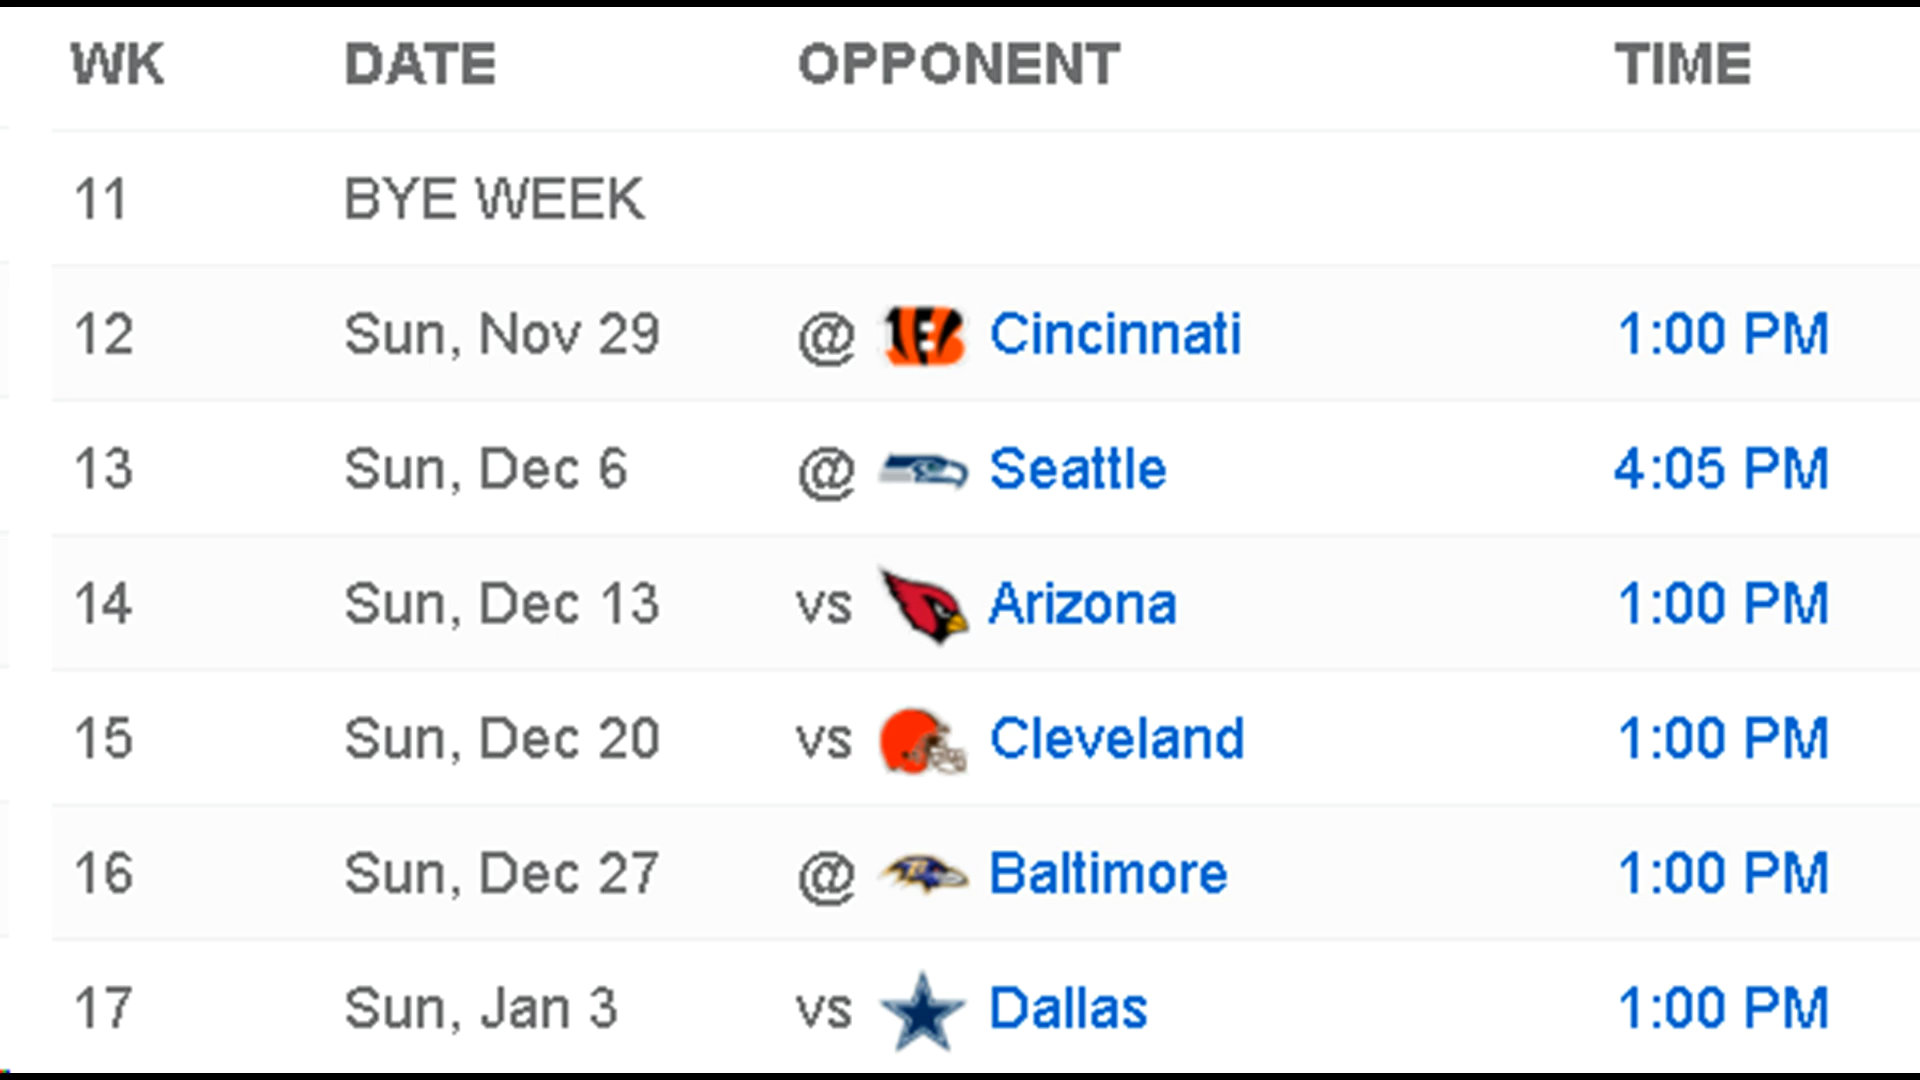 WK DATE OPPONENT TIME
11 BYE WEEK
12 Sun, Nov 29 @ Cincinnati 1:00 PM
13 Sun, Dec 6 @ Seattle 4:05 PM
14 Sun, Dec 13 vs Arizona 1:00 PM
15 Sun, Dec 20 vs Cleveland 1:00 PM
16 Sun, Dec 27 @ Baltimore 1:00 PM
17 Sun, Jan 3 vs Dallas 1:00 PM